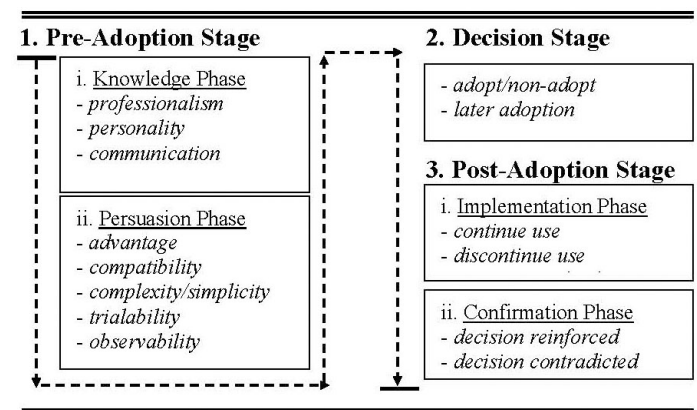 1. Pre-Adoption Stage
i. Knowledge Phase
- professionalism
- personality
- communication
ii. Persuasion Phase
- advantage
- compatibility
- complexity/simplicity
- trialability
- observability
2. Decision Stage
- adopt/non-adopt
- later adoption
3. Post-Adoption Stage
i. Implementation Phase
- continue use
- discontinue use
ii. Confirmation Phase
- decision reinforced
- decision contradicted